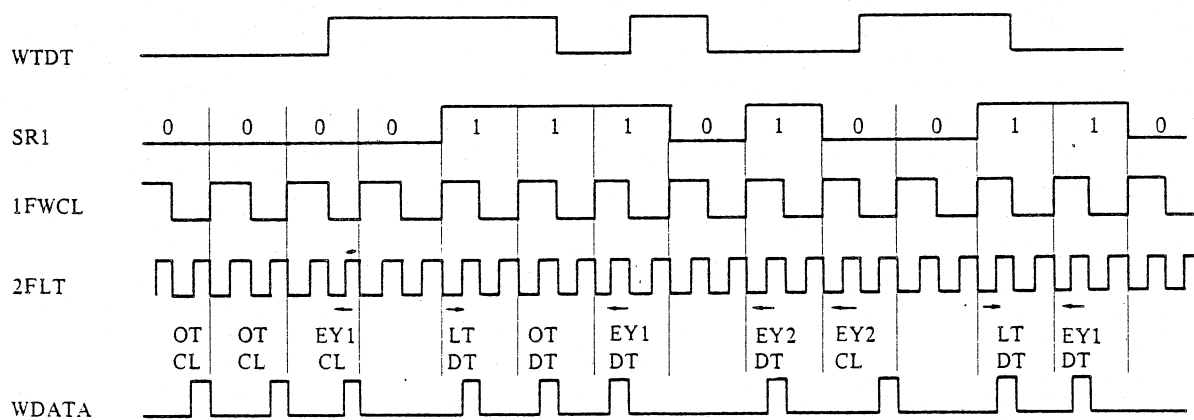 WTDT
SR1 0 0 0 0 1 1 1 0 1 0 0 1 1 0
1FWCL
2FLT
OT OT EY1 LT OT EY1 EY2 EY2 LT EY1
CL CL CL DT DT DT DT CL DT DT
WDATA